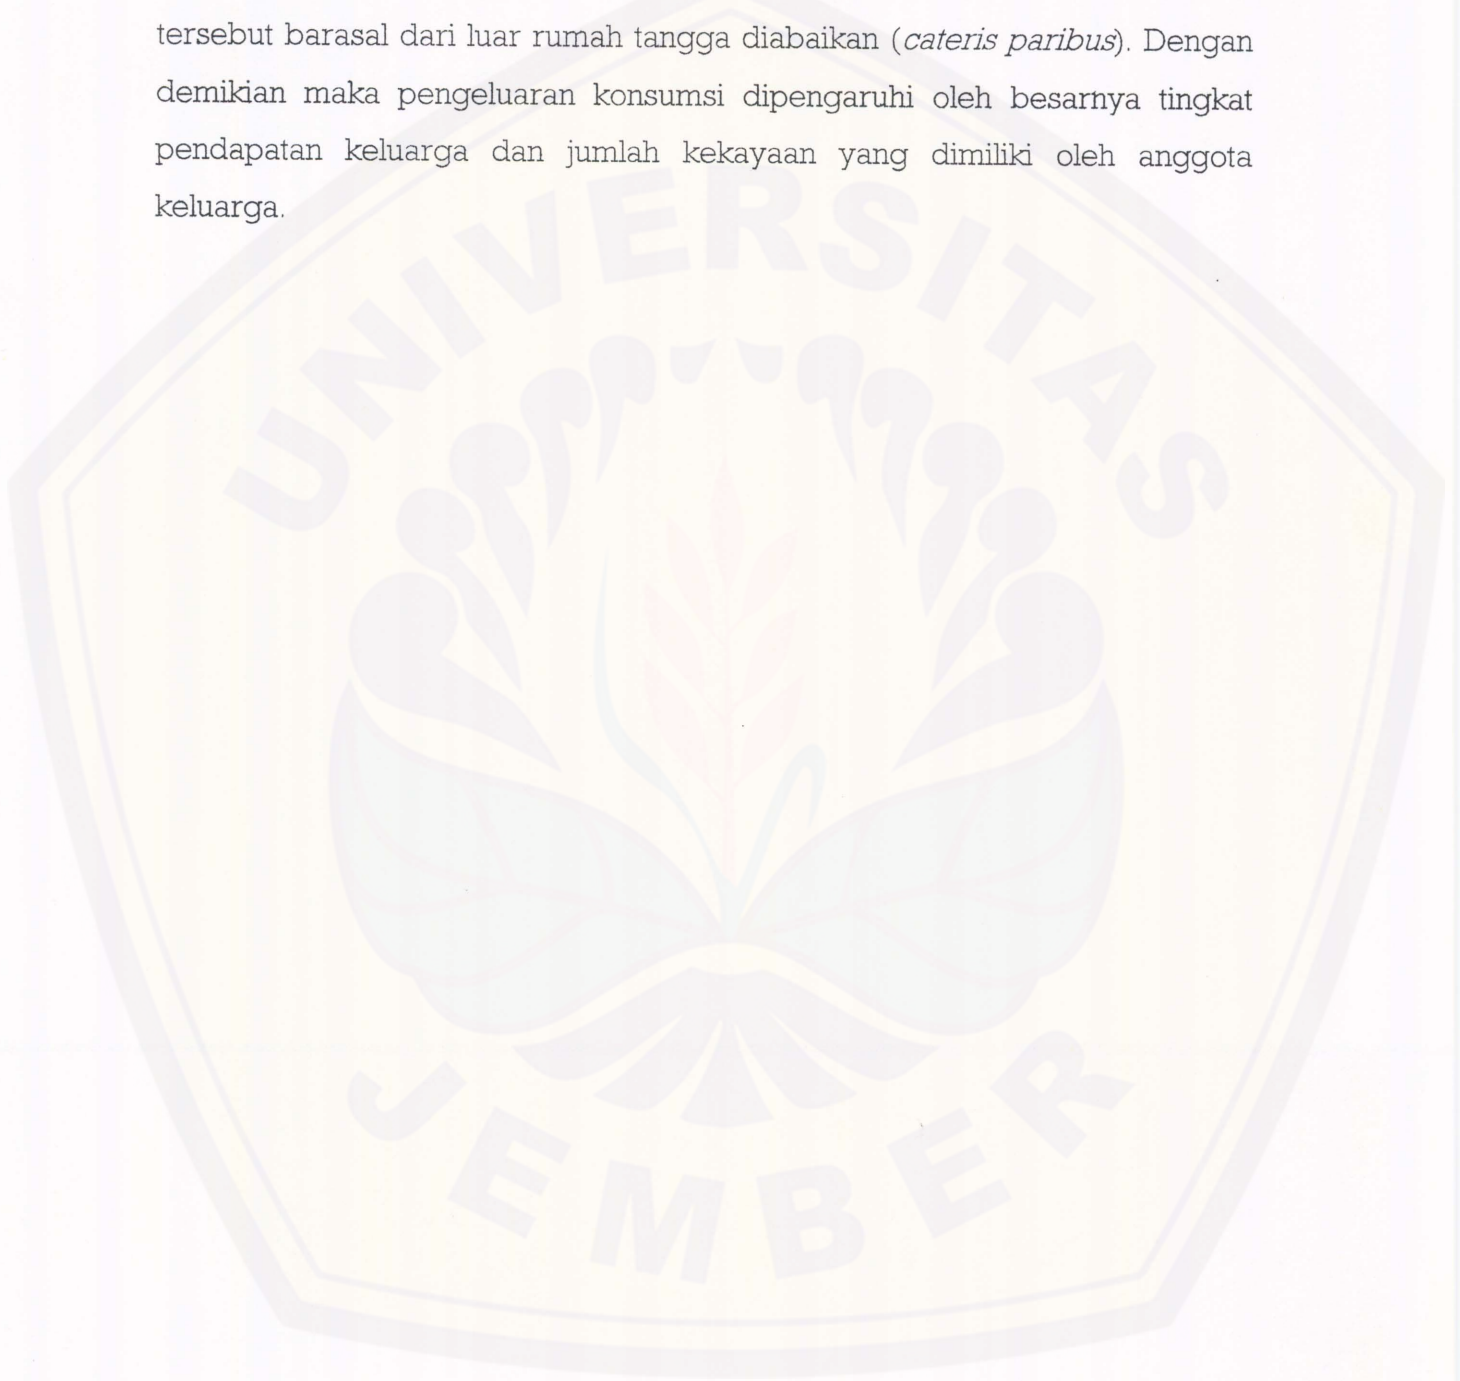 tersebut barasal dari luar rumah tangga diabaikan (cateris paribus). Dengan
demikian maka pengeluaran konsumsi dipengaruhi oleh besarnya tingkat
pendapatan keluarga dan jumlah kekayaan yang dimiliki oleh anggota
keluarga.
UNIVERSITAS
JEMBER